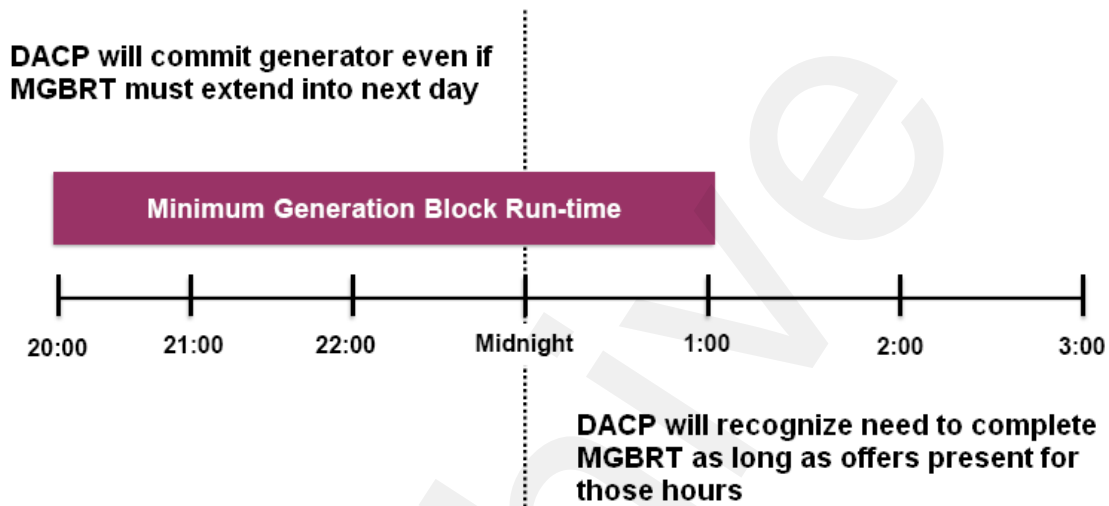 DACP will commit generator even if
MGBRT must extend into next day
Minimum Generation Block Run-time
20:00 21:00 22:00 Midnight 1:00 2:00 3:00
DACP will recognize need to complete
MGBRT as long as offers present for
those hours